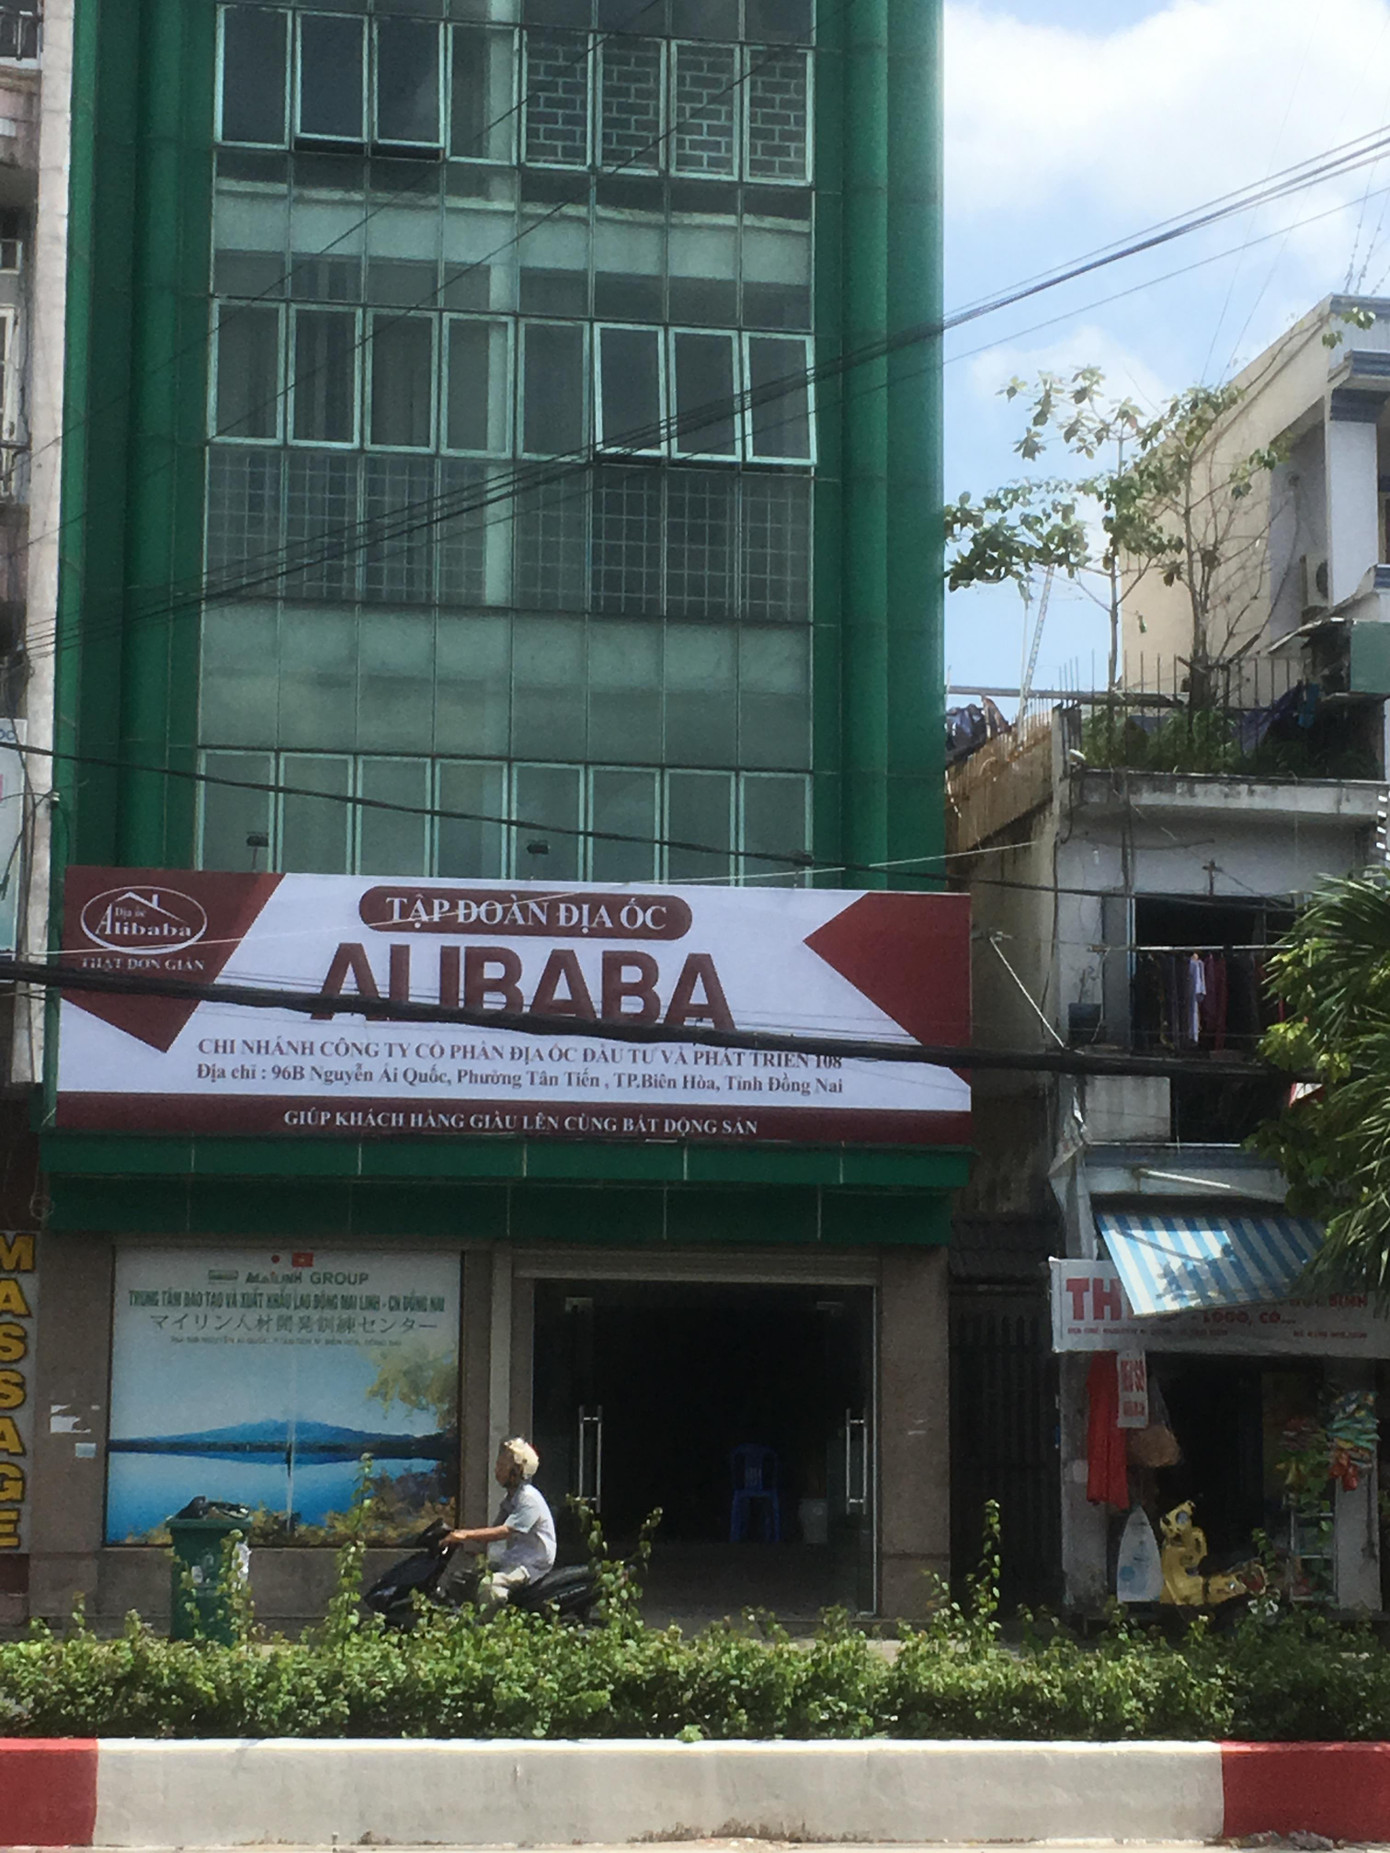 Địa ốc
Alibaba
THẬT ĐƠN GIẢN
TẬP ĐOÀN ĐỊA ỐC
ALIBABA
CHI NHÁNH CÔNG TY CỔ PHẦN ĐỊA ỐC ĐẦU TƯ VÀ PHÁT TRIỂN 108
Địa chỉ : 96B Nguyễn Ái Quốc, Phường Tân Tiến , TP.Biên Hòa, Tỉnh Đồng Nai
GIÚP KHÁCH HÀNG GIÀU LÊN CÙNG BẤT ĐỘNG SẢN
MASSAGE
MAILINH GROUP
TRUNG TÂM ĐÀO TẠO VÀ XUẤT KHẨU LAO ĐỘNG MAI LINH - CN ĐỒNG NAI
マイリン人材開発訓練センター
TH
LOGO, CO...